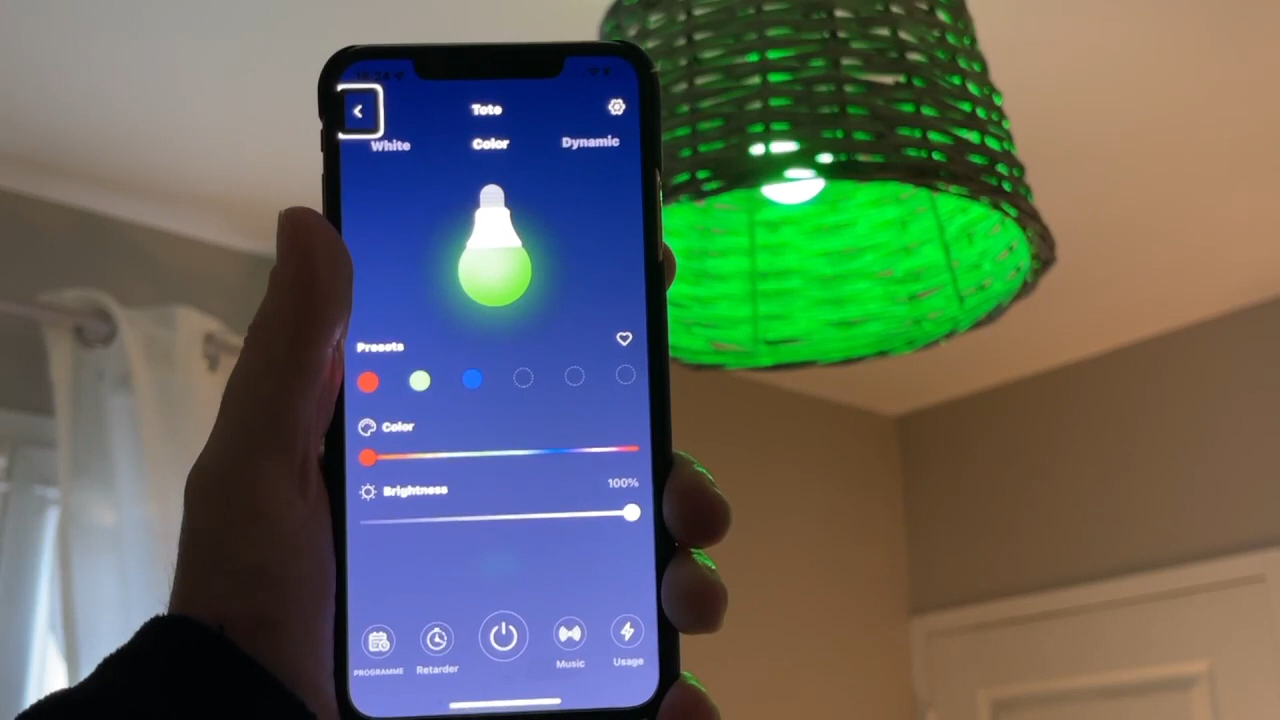 Toto
White Color Dynamic
Presets
Color
Brightness 100%
PROGRAMME Retarder Music Usage